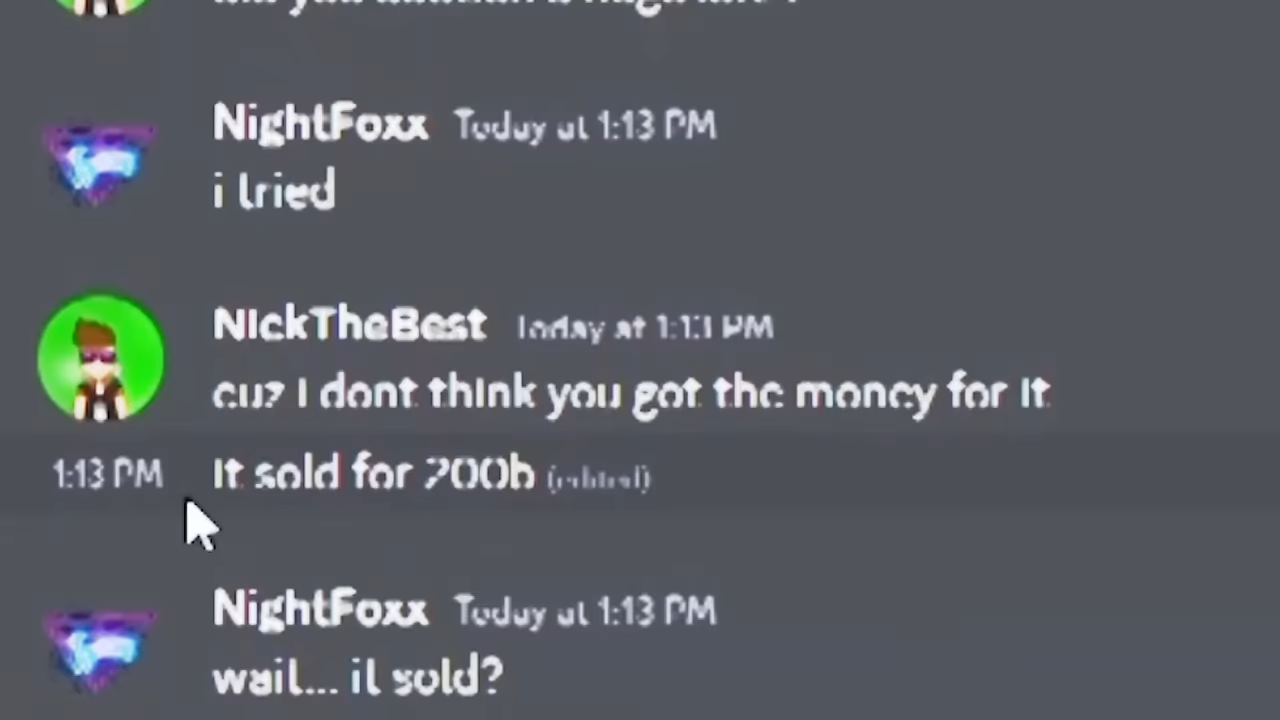 NightFoxx Today at 1:13 PM
i tried
NickTheBest Today at 1:13 PM
cuz I dont think you got the money for it
1:13 PM It sold for 200b (edited)
NightFoxx Today at 1:13 PM
wait... it sold?